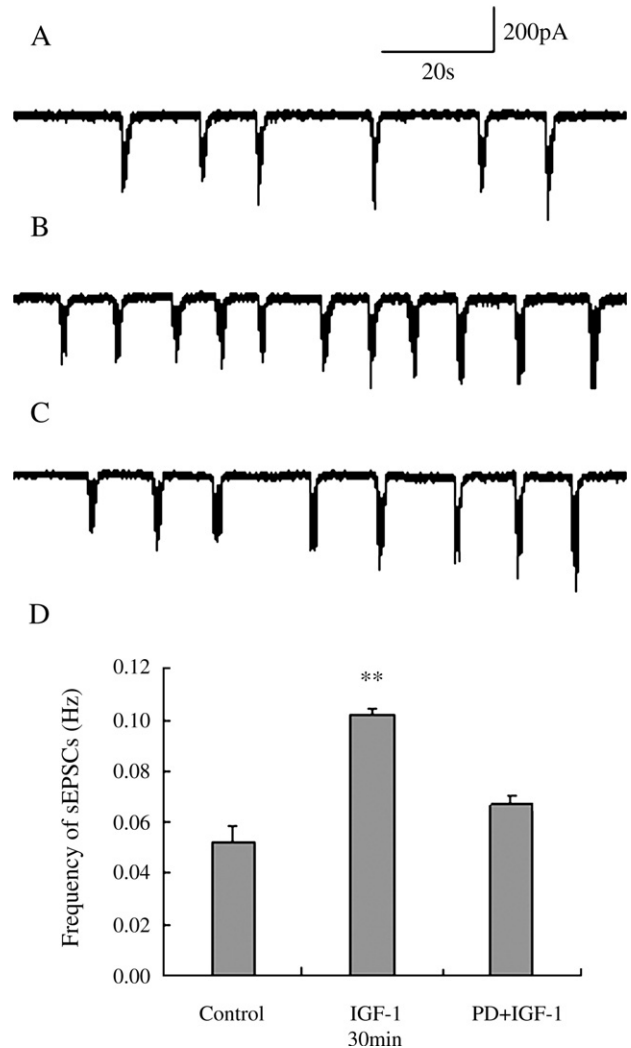 A
200pA
20s
B
C
D
Frequency of sEPSCs (Hz)
0.12
0.10
0.08
0.06
0.04
0.02
0.00
**
Control
IGF-1
30min
PD+IGF-1